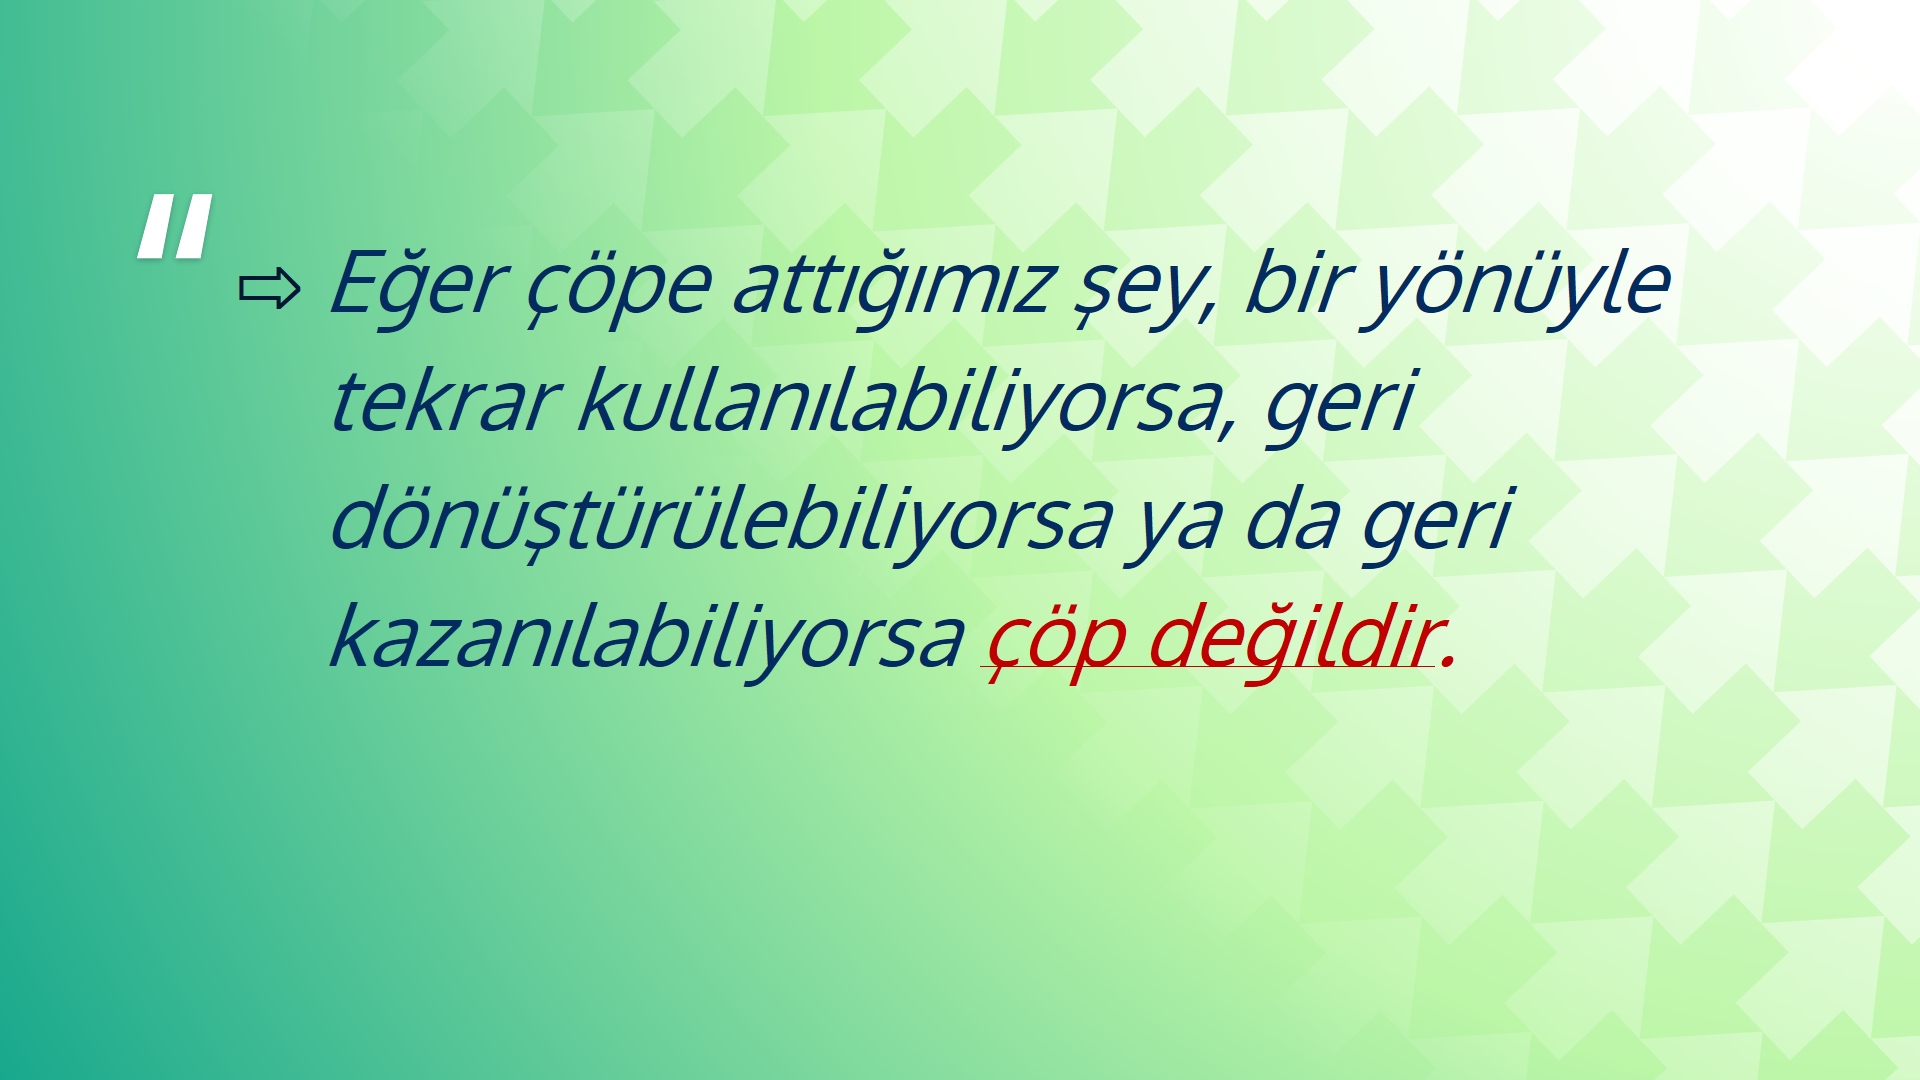 " ⇨ Eğer çöpe attığımız şey, bir yönüyle
tekrar kullanılabiliyorsa, geri
dönüştürülebiliyorsa ya da geri
kazanılabiliyorsa çöp değildir.